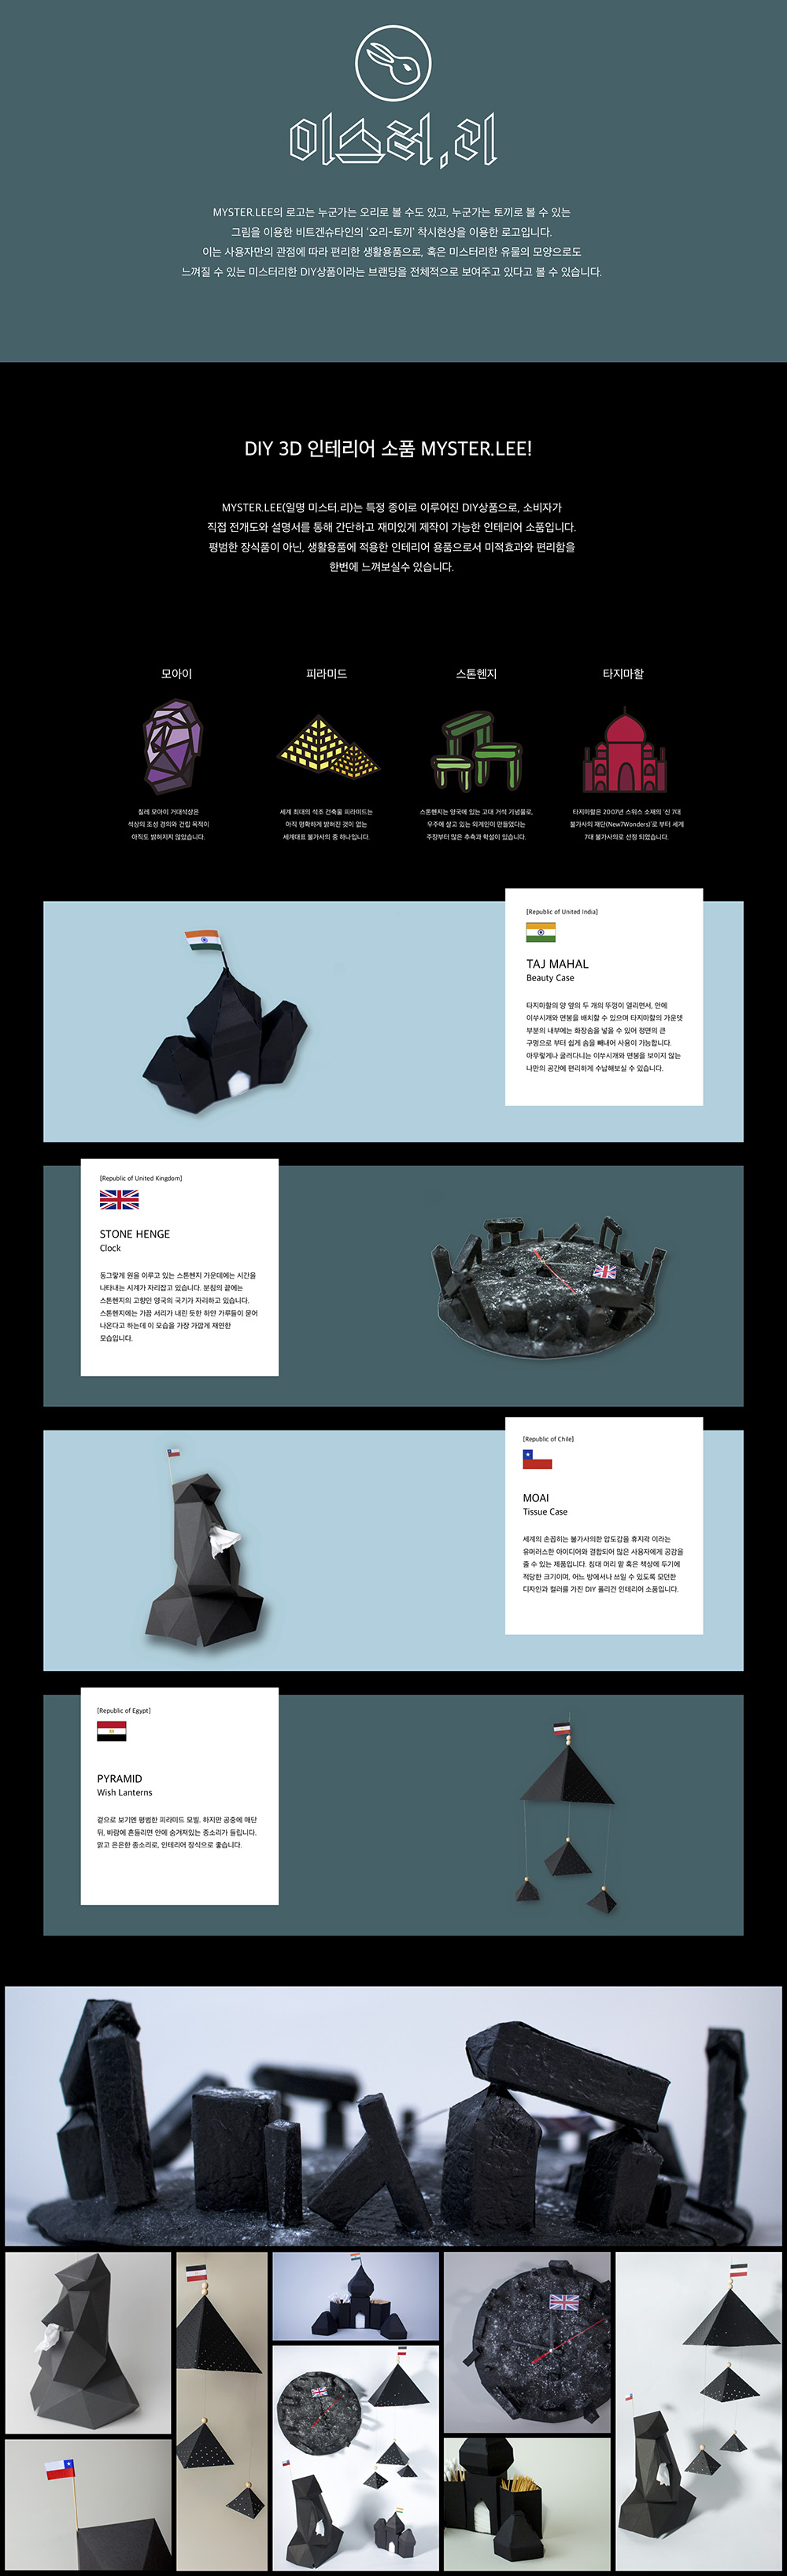 미스터,리
MYSTER.LEE의 로고는 누군가는 오리로 볼 수도 있고, 누군가는 토끼로 볼 수 있는
그림을 이용한 비트겐슈타인의 '오리-토끼' 착시현상을 이용한 로고입니다.
이는 사용자만의 관점에 따라 편리한 생활용품으로, 혹은 미스터리한 유물의 모양으로도
느껴질 수 있는 미스터리한 DIY상품이라는 브랜딩을 전체적으로 보여주고 있다고 볼 수 있습니다.
DIY 3D 인테리어 소품 MYSTER.LEE!
MYSTER.LEE(일명 미스터.리)는 특정 종이로 이루어진 DIY상품으로, 소비자가
직접 전개도와 설명서를 통해 간단하고 재미있게 제작이 가능한 인테리어 소품입니다.
평범한 장식품이 아닌, 생활용품에 적용한 인테리어 용품으로서 미적효과와 편리함을
한번에 느껴보실수 있습니다.
모아이
칠레 모아이 거대석상은
석상의 조성 경의와 건립 목적이
아직도 밝혀지지 않았습니다.
피라미드
세계 최대의 석조 건축물 피라미드는
아직 명확하게 밝혀진 것이 없는
세계대표 불가사의 중 하나입니다.
스톤헨지
스톤헨지는 영국에 있는 고대 거석 기념물로,
우주에 살고 있는 외계인이 만들었다는
주장부터 많은 추측과 학설이 있습니다.
타지마할
타지마할은 2007년 스위스 소재의 '신 7대
불가사의 재단(New7Wonders)'로 부터 세계
7대 불가사의로 선정 되었습니다.
[Republic of United India]
TAJ MAHAL
Beauty Case
타지마할의 양 옆의 두 개의 뚜껑이 열리면서, 안에
이쑤시개와 면봉을 배치할 수 있으며 타지마할의 가운뎃
부분의 내부에는 화장솜을 넣을 수 있어 정면의 큰
구멍으로 부터 쉽게 솜을 빼내어 사용이 가능합니다.
아무렇게나 굴러다니는 이쑤시개와 면봉을 보이지 않는
나만의 공간에 편리하게 수납해보실 수 있습니다.
[Republic of United Kingdom]
STONE HENGE
Clock
동그랗게 원을 이루고 있는 스톤헨지 가운데에는 시간을
나타내는 시계가 자리잡고 있습니다. 분침의 끝에는
스톤헨지의 고향인 영국의 국기가 자리하고 있습니다.
스톤헨지에는 가끔 서리가 내린 듯한 하얀 가루들이 묻어
나온다고 하는데 이 모습을 가장 가깝게 재연한
모습입니다.
[Republic of Chile]
MOAI
Tissue Case
세계의 손꼽히는 불가사의한 압도감을 휴지곽 이라는
유머러스한 아이디어와 결합되어 많은 사용자에게 공감을
줄 수 있는 제품입니다. 침대 머리 맡 혹은 책상에 두기에
적당한 크기이며, 어느 방에서나 쓰일 수 있도록 모던한
디자인과 컬러를 가진 DIY 폴리건 인테리어 소품입니다.
[Republic of Egypt]
PYRAMID
Wish Lanterns
겉으로 보기엔 평범한 피라미드 모빌. 하지만 공중에 매단
뒤, 바람에 흔들리면 안에 숨겨져있는 종소리가 들립니다.
맑고 은은한 종소리로, 인테리어 장식으로 좋습니다.